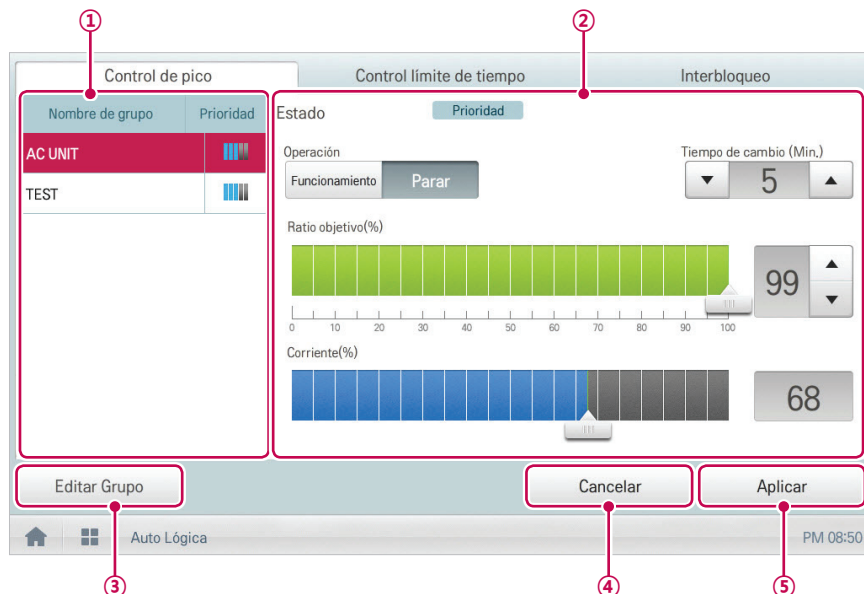 ① ②
Control de pico Control límite de tiempo Interbloqueo
Nombre de grupo Prioridad
AC UNIT
TEST
Estado Prioridad
Operación Tiempo de cambio (Min.)
Funcionamiento Parar ▼ 5 ▲
Ratio objetivo(%)
99 ▲ ▼
0 10 20 30 40 50 60 70 80 90 100
Corriente(%)
68
Editar Grupo Cancelar Aplicar
Auto Lógica PM 08:50
③ ④ ⑤